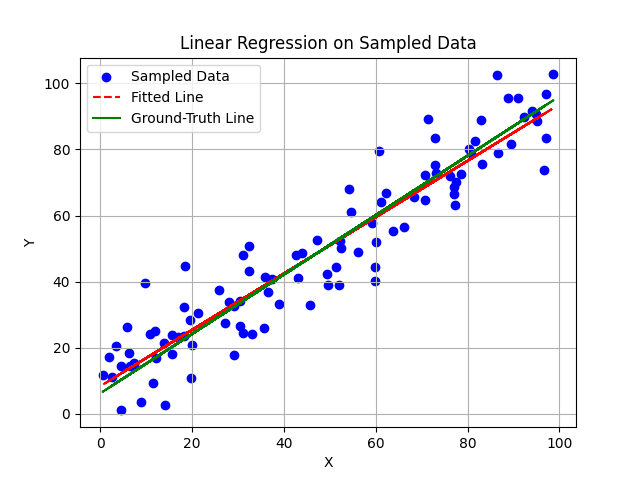 Linear Regression on Sampled Data
Sampled Data
Fitted Line
Ground-Truth Line
100
80
60
40
20
0
Y
0 20 40 60 80 100
X